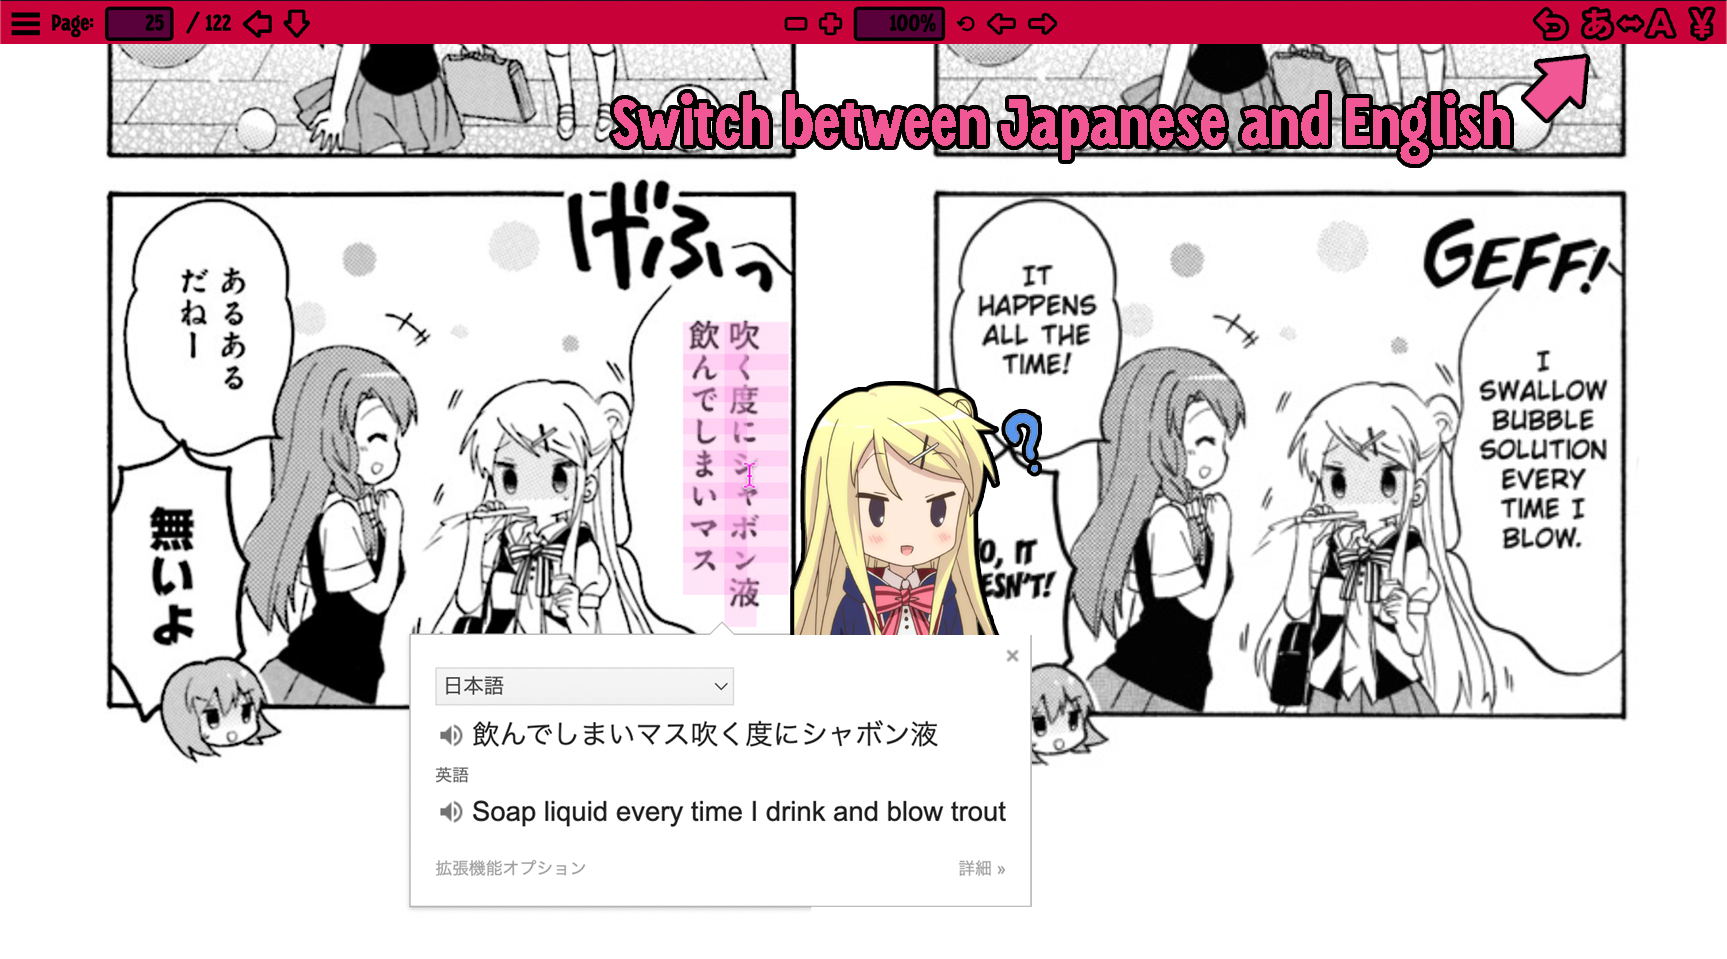 Page: 25 / 122
100%
あ⇔A ¥
Switch between Japanese and English
げふっ
吹く度にシャボン液
飲んでしまいマス
あるある
だねー
無いよ
GEFF!
I
SWALLOW
BUBBLE
SOLUTION
EVERY
TIME I
BLOW.
IT
HAPPENS
ALL THE
TIME!
IT
?
×
日本語
飲んでしまいマス吹く度にシャボン液
英語
Soap liquid every time I drink and blow trout
拡張機能オプション
詳細 »